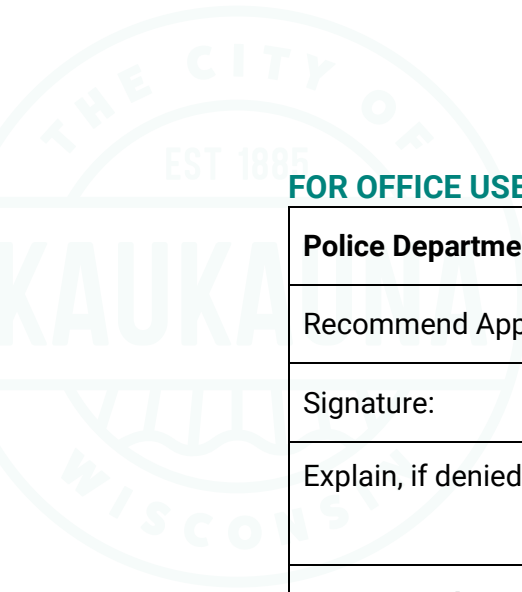 THE CITY OF
EST 1885
KAUKAUNA
WISCONSIN
FOR OFFICE USE
Police Departme
Recommend App
Signature:
Explain, if denied